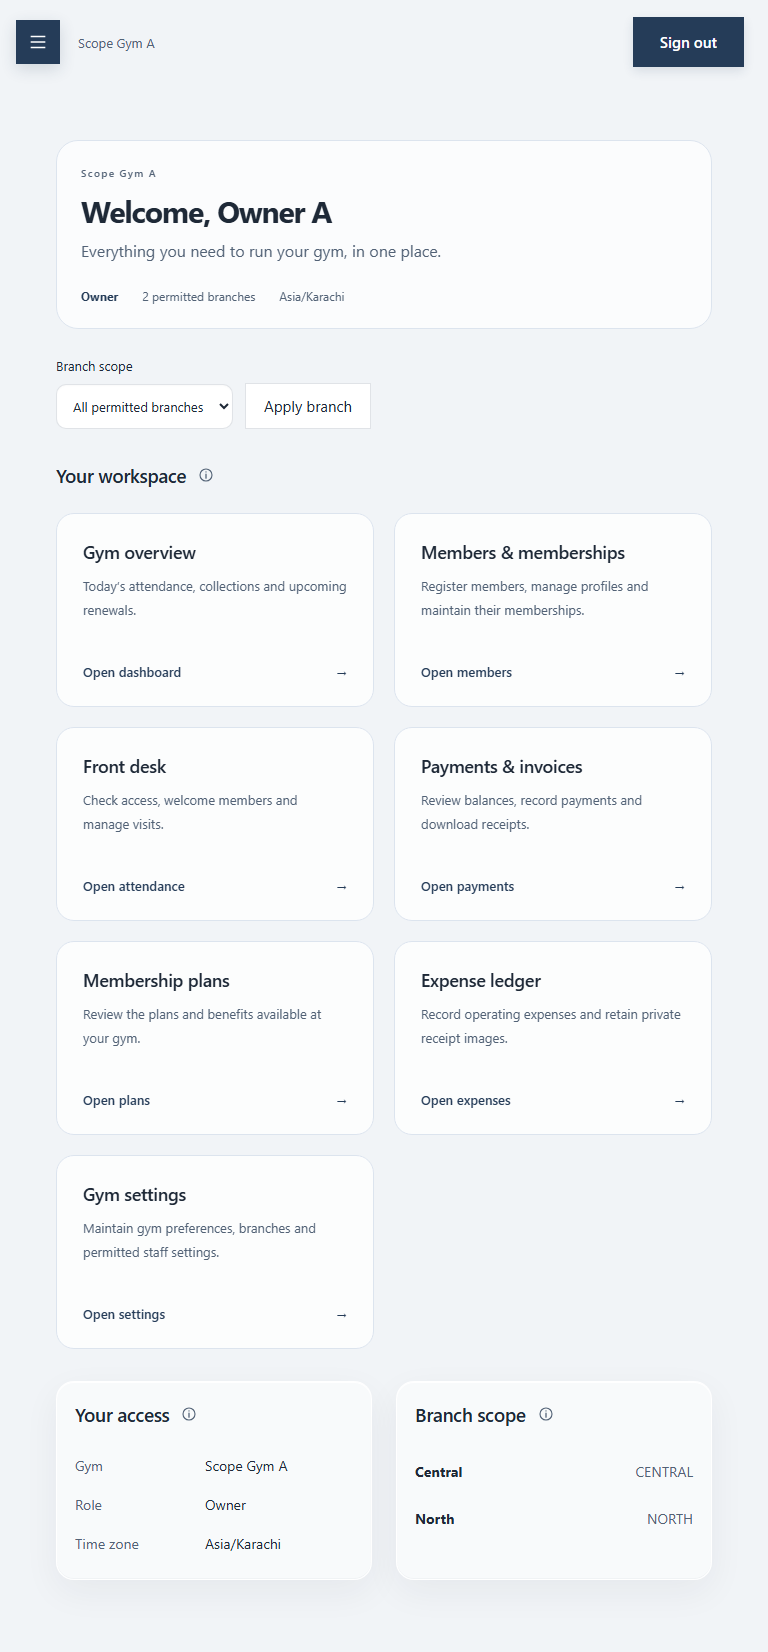 Scope Gym A
Sign out
Scope Gym A
Welcome, Owner A
Everything you need to run your gym, in one place.
Owner 2 permitted branches Asia/Karachi
Branch scope
All permitted branches
Apply branch
Your workspace
Gym overview
Today's attendance, collections and upcoming
renewals.
Open dashboard →
Members & memberships
Register members, manage profiles and
maintain their memberships.
Open members →
Front desk
Check access, welcome members and
manage visits.
Open attendance →
Payments & invoices
Review balances, record payments and
download receipts.
Open payments →
Membership plans
Review the plans and benefits available at
your gym.
Open plans →
Expense ledger
Record operating expenses and retain private
receipt images.
Open expenses →
Gym settings
Maintain gym preferences, branches and
permitted staff settings.
Open settings →
Your access
Gym Scope Gym A
Role Owner
Time zone Asia/Karachi
Branch scope
Central CENTRAL
North NORTH